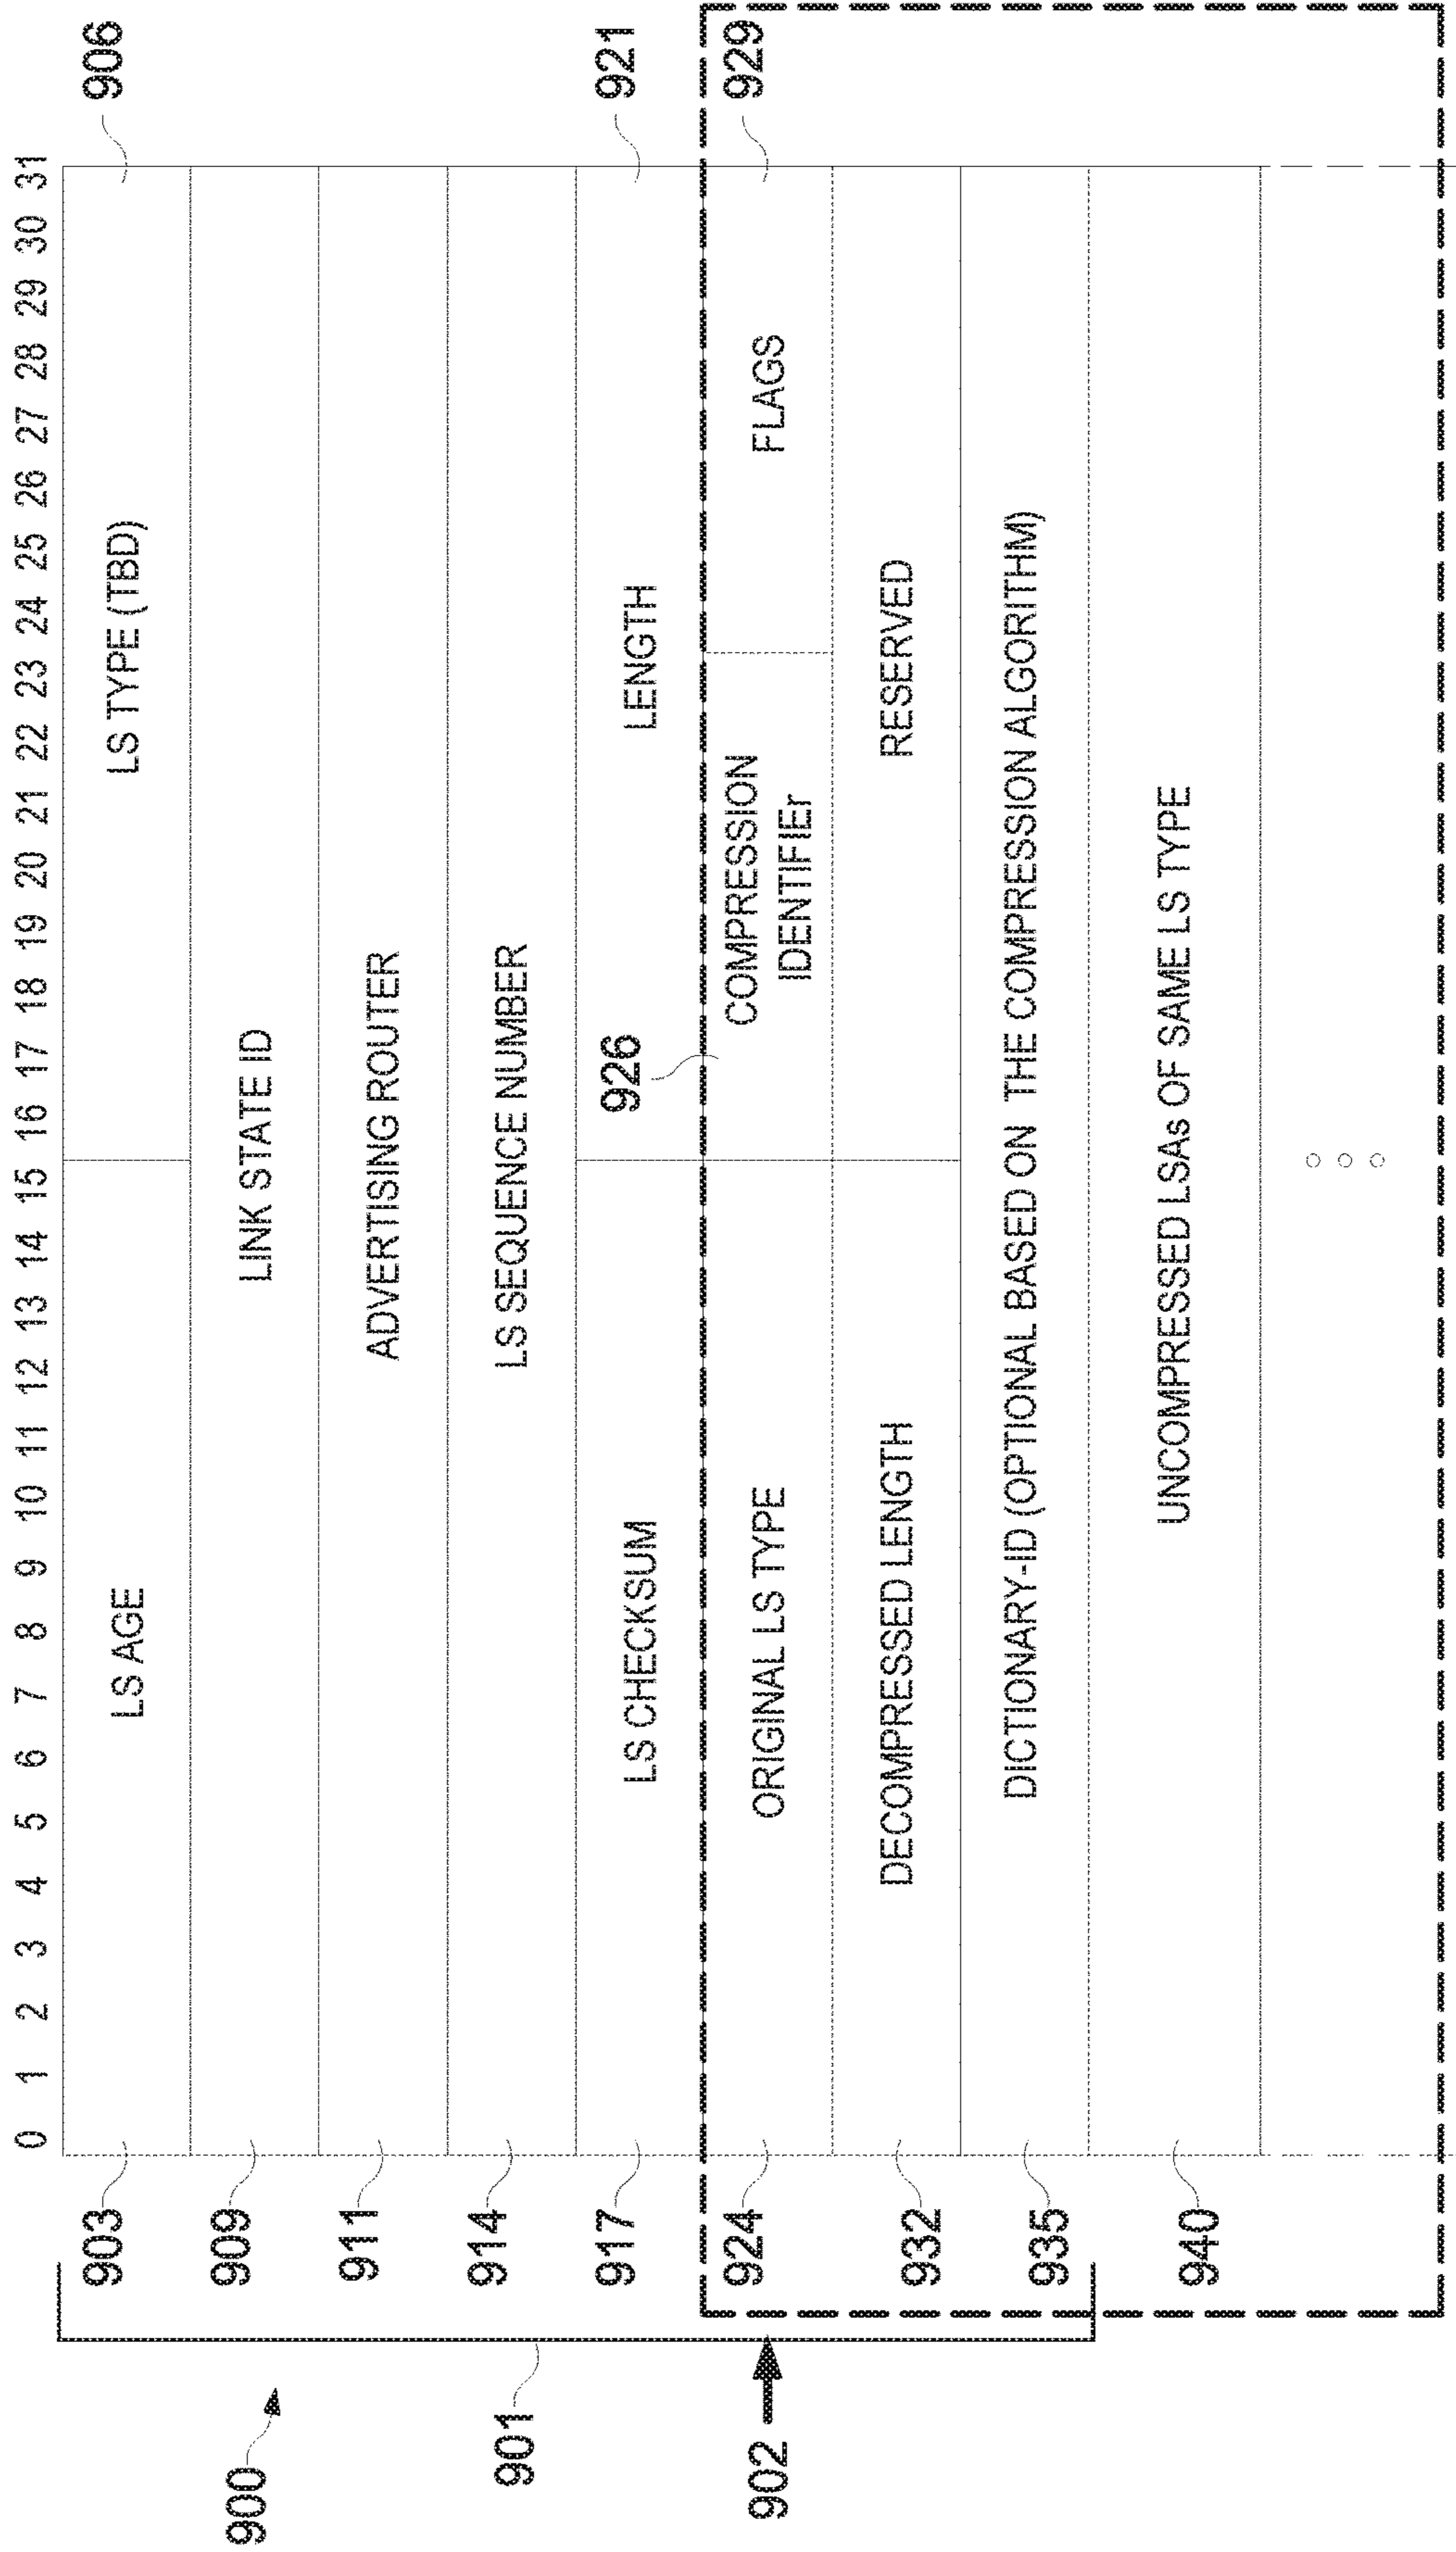 0 1 2 3 4 5 6 7 8 9 10 11 12 13 14 15 16 17 18 19 20 21 22 23 24 25 26 27 28 29 30 31
900
901
902
903 LS AGE LS TYPE (TBD) 906
909 LINK STATE ID
911 ADVERTISING ROUTER
914 LS SEQUENCE NUMBER
917 LS CHECKSUM LENGTH 921
926
924 ORIGINAL LS TYPE COMPRESSION FLAGS 929
IDENTIFIEr
932 DECOMPRESSED LENGTH RESERVED
935 DICTIONARY-ID (OPTIONAL BASED ON THE COMPRESSION ALGORITHM)
940 UNCOMPRESSED LSAs OF SAME LS TYPE